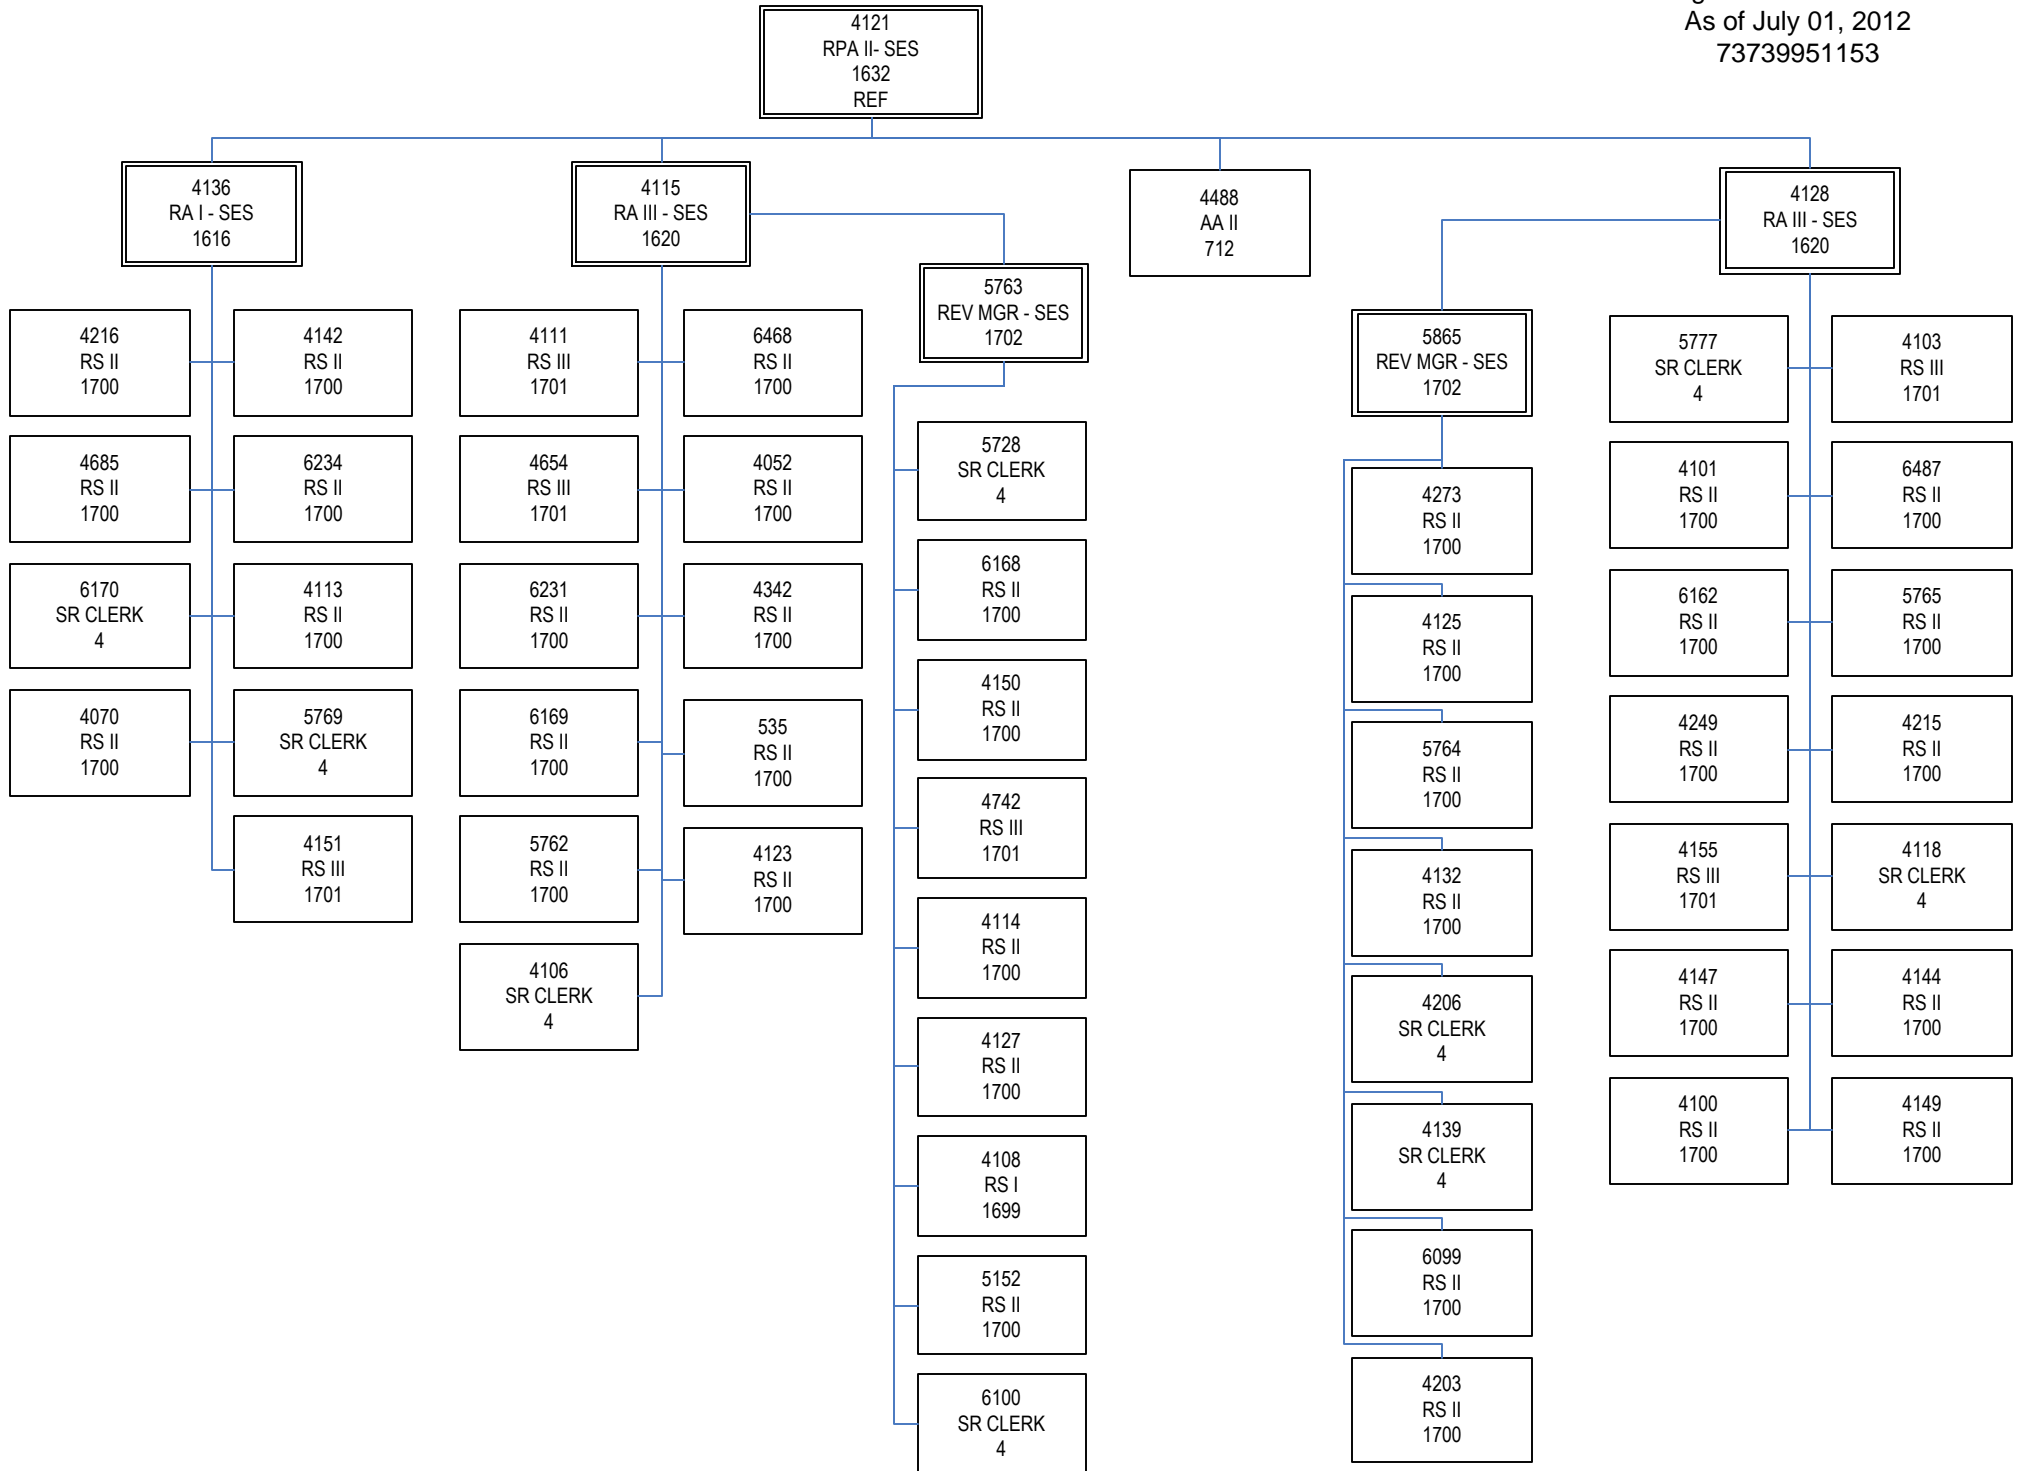 As of July 01, 2012
73739951153
4121
RPA II- SES
1632
REF
4136
RA I - SES
1616
4115
RA III - SES
1620
4488
AA II
712
4128
RA III - SES
1620
5763
REV MGR - SES
1702
5865
REV MGR - SES
1702
4216
RS II
1700
4142
RS II
1700
4685
RS II
1700
6234
RS II
1700
6170
SR CLERK
4
4113
RS II
1700
4070
RS II
1700
5769
SR CLERK
4
4151
RS III
1701
4111
RS III
1701
6468
RS II
1700
4654
RS III
1701
4052
RS II
1700
6231
RS II
1700
4342
RS II
1700
6169
RS II
1700
535
RS II
1700
5762
RS II
1700
4123
RS II
1700
4106
SR CLERK
4
5728
SR CLERK
4
6168
RS II
1700
4150
RS II
1700
4742
RS III
1701
4114
RS II
1700
4127
RS II
1700
4108
RS I
1699
5152
RS II
1700
6100
SR CLERK
4
4273
RS II
1700
4125
RS II
1700
5764
RS II
1700
4132
RS II
1700
4206
SR CLERK
4
4139
SR CLERK
4
6099
RS II
1700
4203
RS II
1700
5777
SR CLERK
4
4103
RS III
1701
4101
RS II
1700
6487
RS II
1700
6162
RS II
1700
5765
RS II
1700
4249
RS II
1700
4215
RS II
1700
4155
RS III
1701
4118
SR CLERK
4
4147
RS II
1700
4144
RS II
1700
4100
RS II
1700
4149
RS II
1700